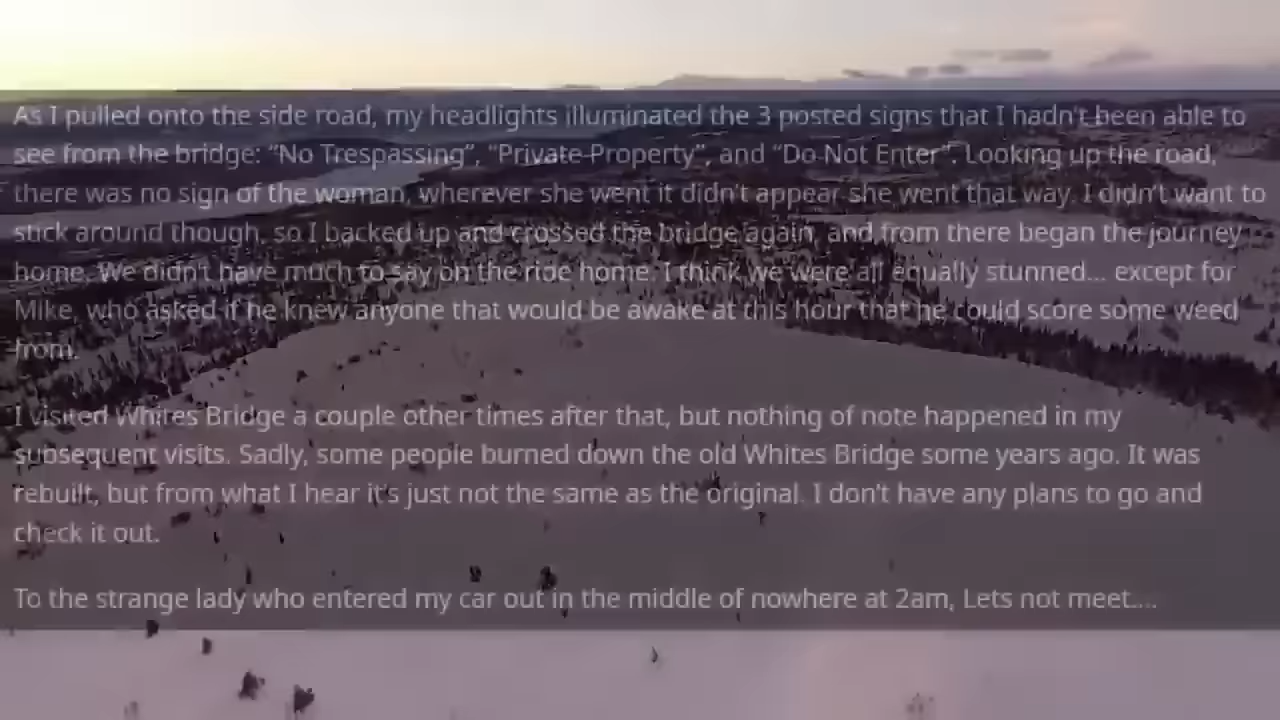 As I pulled onto the side road, my headlights illuminated the 3 posted signs that I hadn't been able to
see from the bridge: “No Trespassing”, “Private Property”, and “Do Not Enter”. Looking up the road,
there was no sign of the woman, wherever she went it didn't appear she went that way. I didn't want to
stick around though, so I backed up and crossed the bridge again, and from there began the journey
home. We didn't have much to say on the ride home. I think we were all equally stunned... except for
Mike, who asked if he knew anyone that would be awake at this hour that he could score some weed
from.
I visited Whites Bridge a couple other times after that, but nothing of note happened in my
subsequent visits. Sadly, some people burned down the old Whites Bridge some years ago. It was
rebuilt, but from what I hear it's just not the same as the original. I don't have any plans to go and
check it out.
To the strange lady who entered my car out in the middle of nowhere at 2am, Lets not meet....